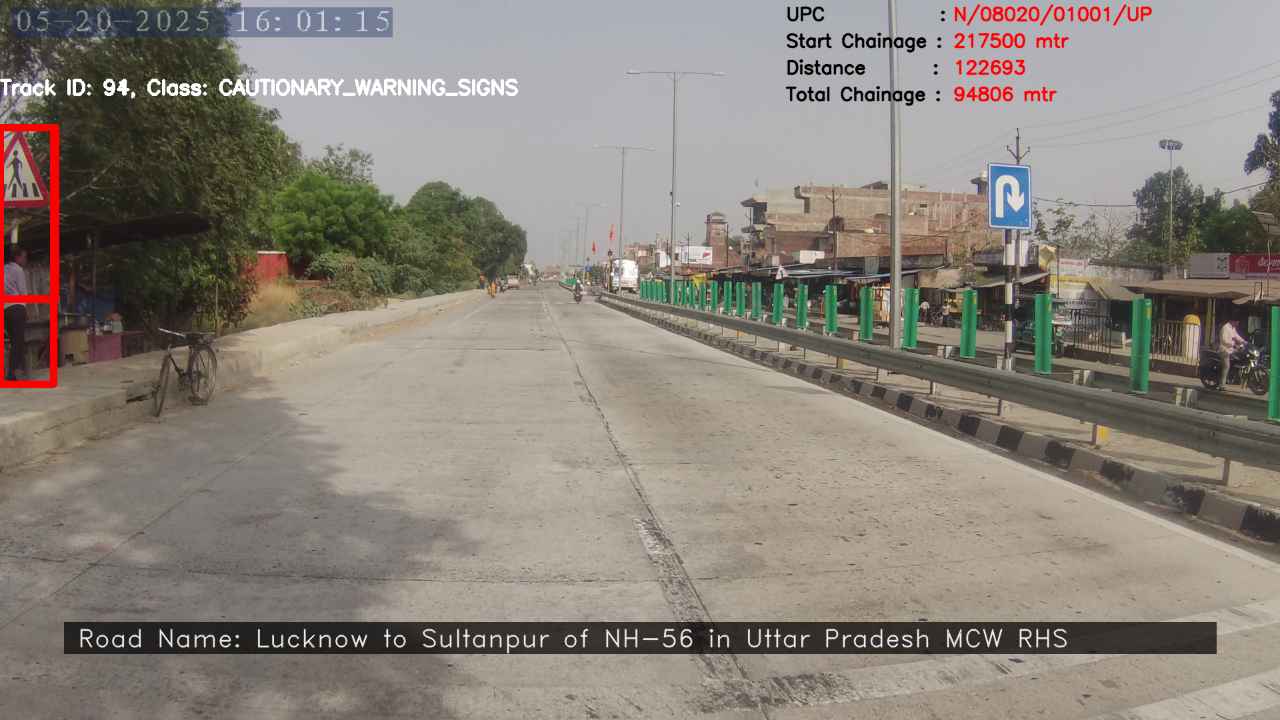 05-20-2025 16:01:15
UPC : N/08020/01001/UP
Start Chainage : 217500 mtr
Distance : 122693
Total Chainage : 94806 mtr
Track ID: 94, Class: CAUTIONARY_WARNING_SIGNS
Road Name: Lucknow to Sultanpur of NH-56 in Uttar Pradesh MCW RHS